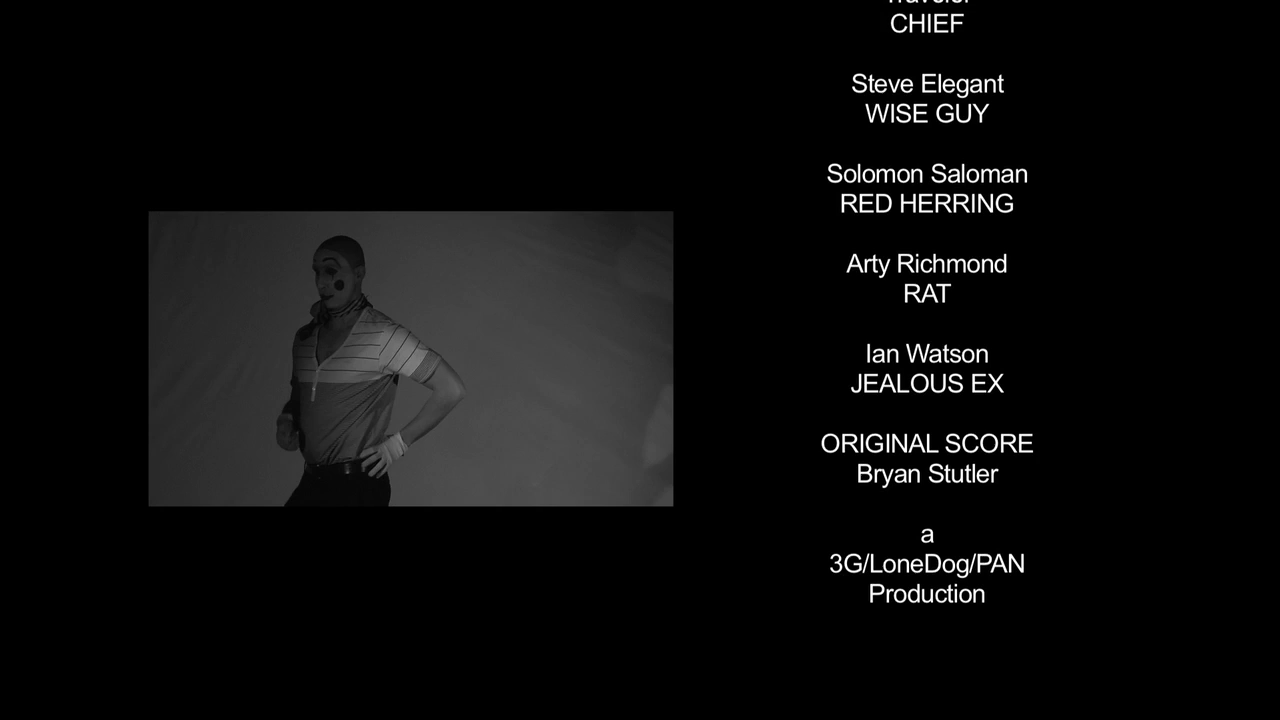 Traveler
CHIEF
Steve Elegant
WISE GUY
Solomon Saloman
RED HERRING
Arty Richmond
RAT
Ian Watson
JEALOUS EX
ORIGINAL SCORE
Bryan Stutler
a
3G/LoneDog/PAN
Production